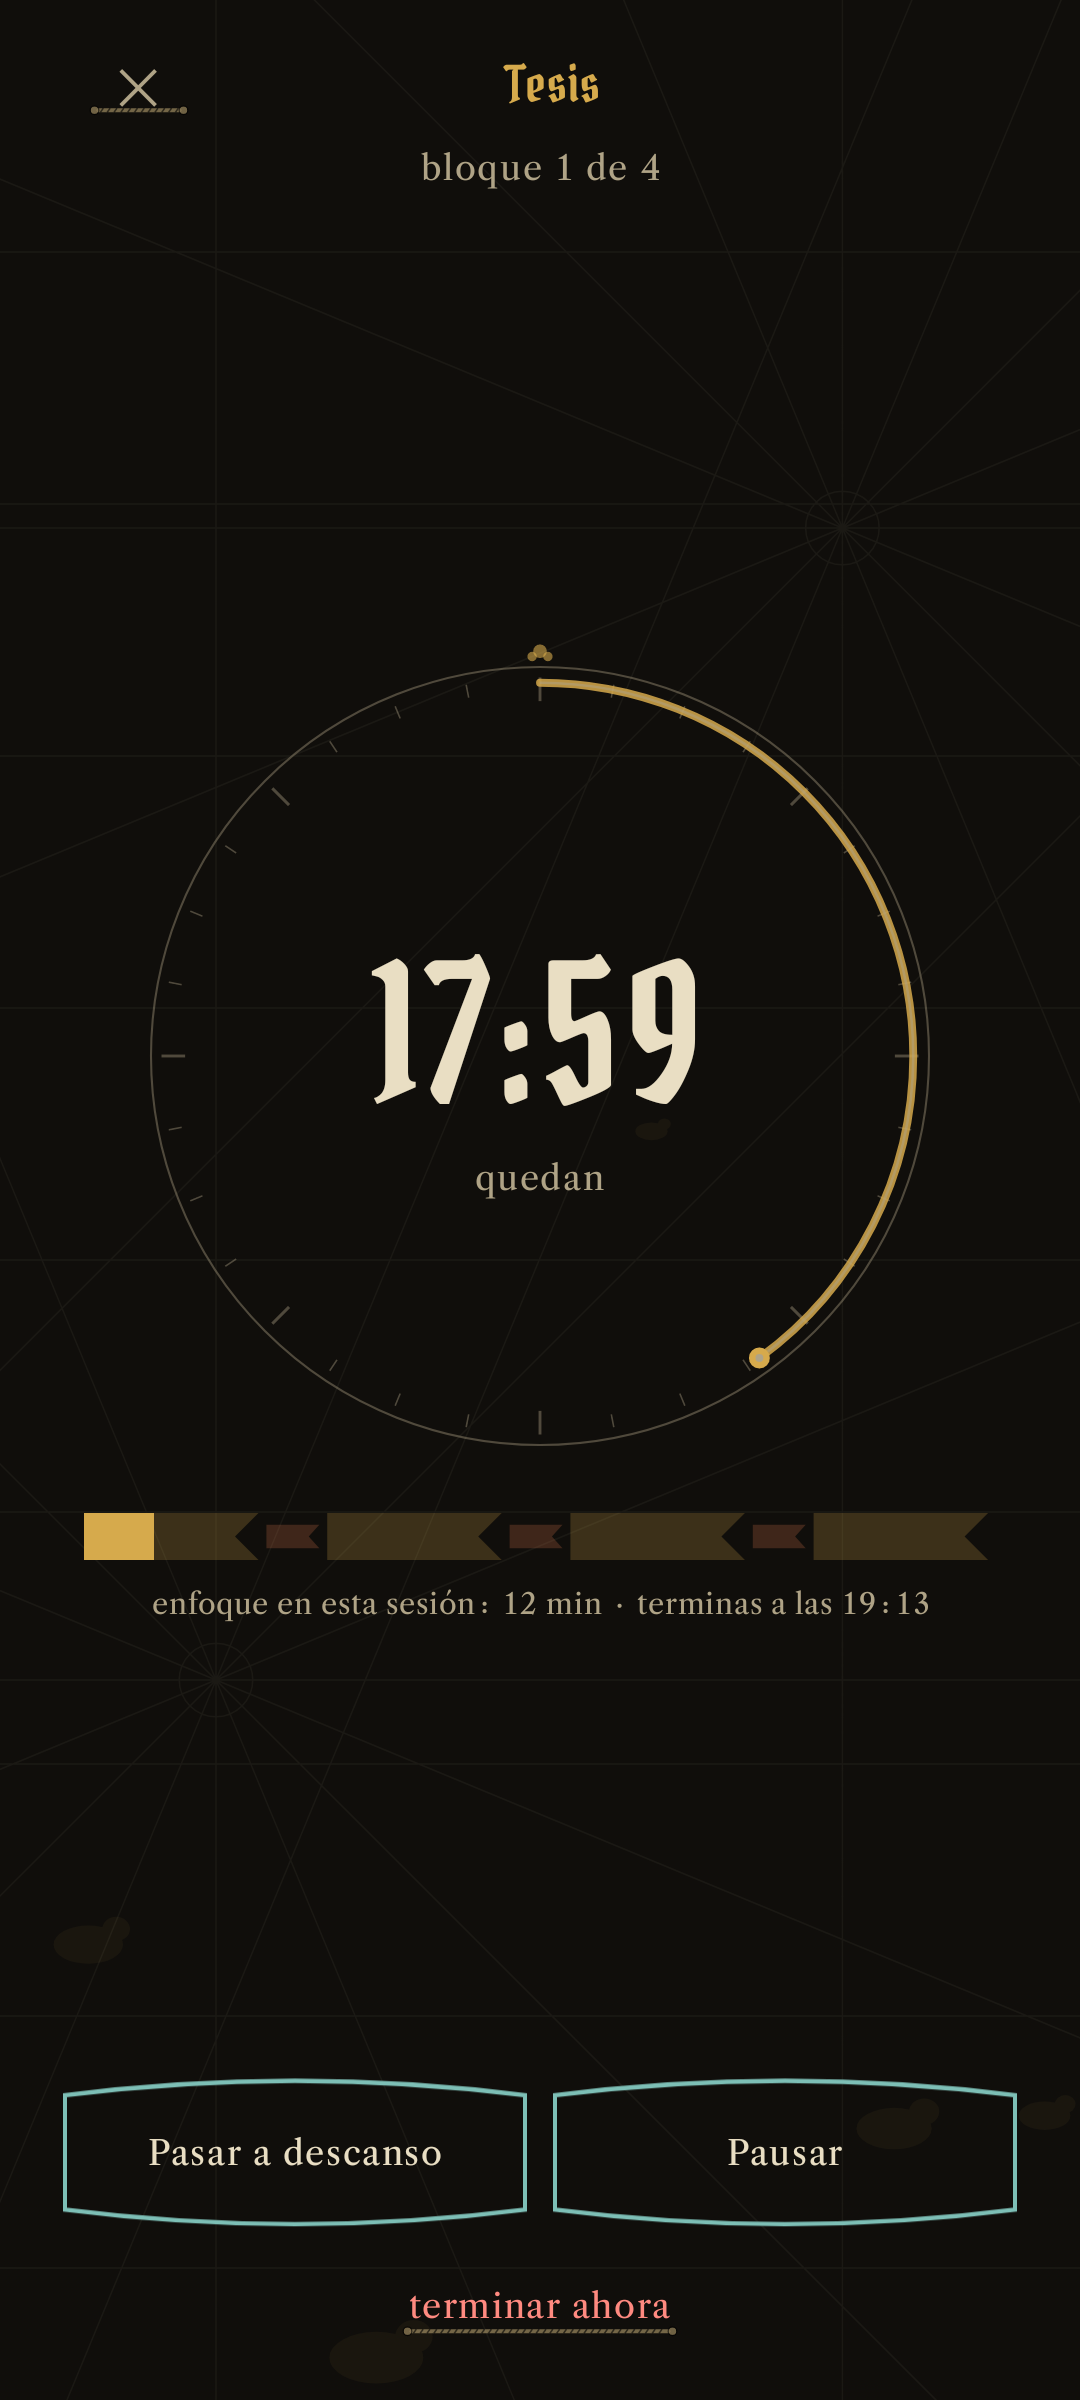 Tesis
bloque 1 de 4
17:59
quedan
enfoque en esta sesión: 12 min · terminas a las 19:13
Pasar a descanso
Pausar
terminar ahora